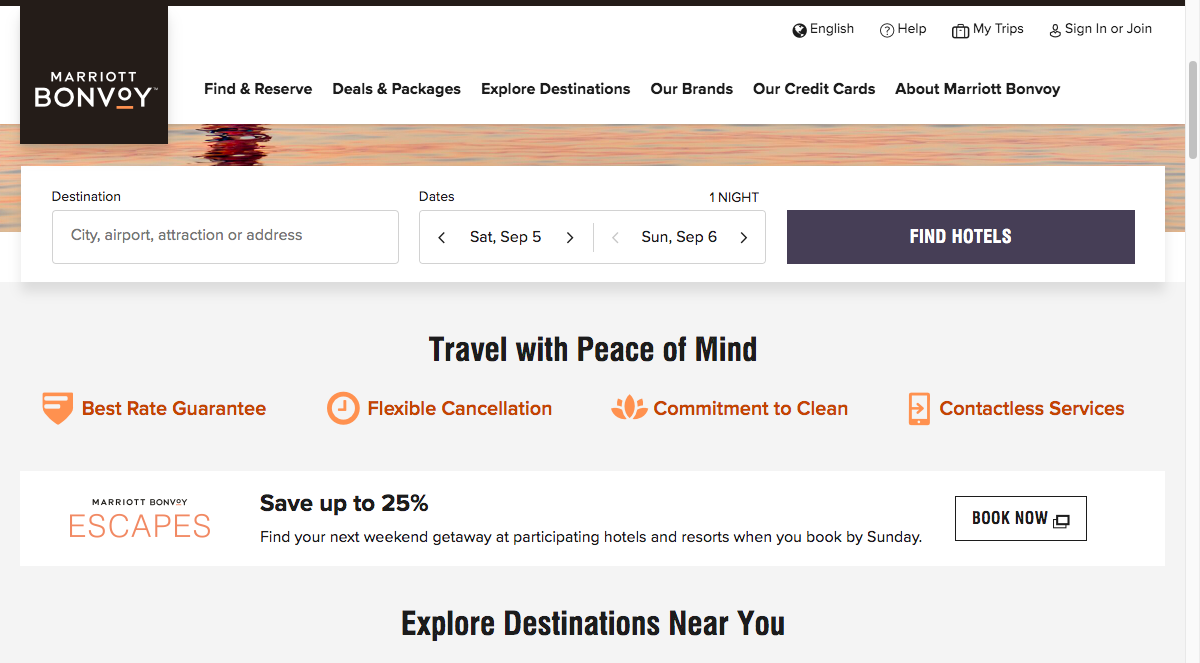 English
Help
My Trips
Sign In or Join
MARRIOTT
BONVOY™
Find & Reserve
Deals & Packages
Explore Destinations
Our Brands
Our Credit Cards
About Marriott Bonvoy
Destination
Dates
1 NIGHT
City, airport, attraction or address
Sat, Sep 5
Sun, Sep 6
FIND HOTELS
Travel with Peace of Mind
Best Rate Guarantee
Flexible Cancellation
Commitment to Clean
Contactless Services
MARRIOTT BONVOY
ESCAPES
Save up to 25%
Find your next weekend getaway at participating hotels and resorts when you book by Sunday.
BOOK NOW
Explore Destinations Near You